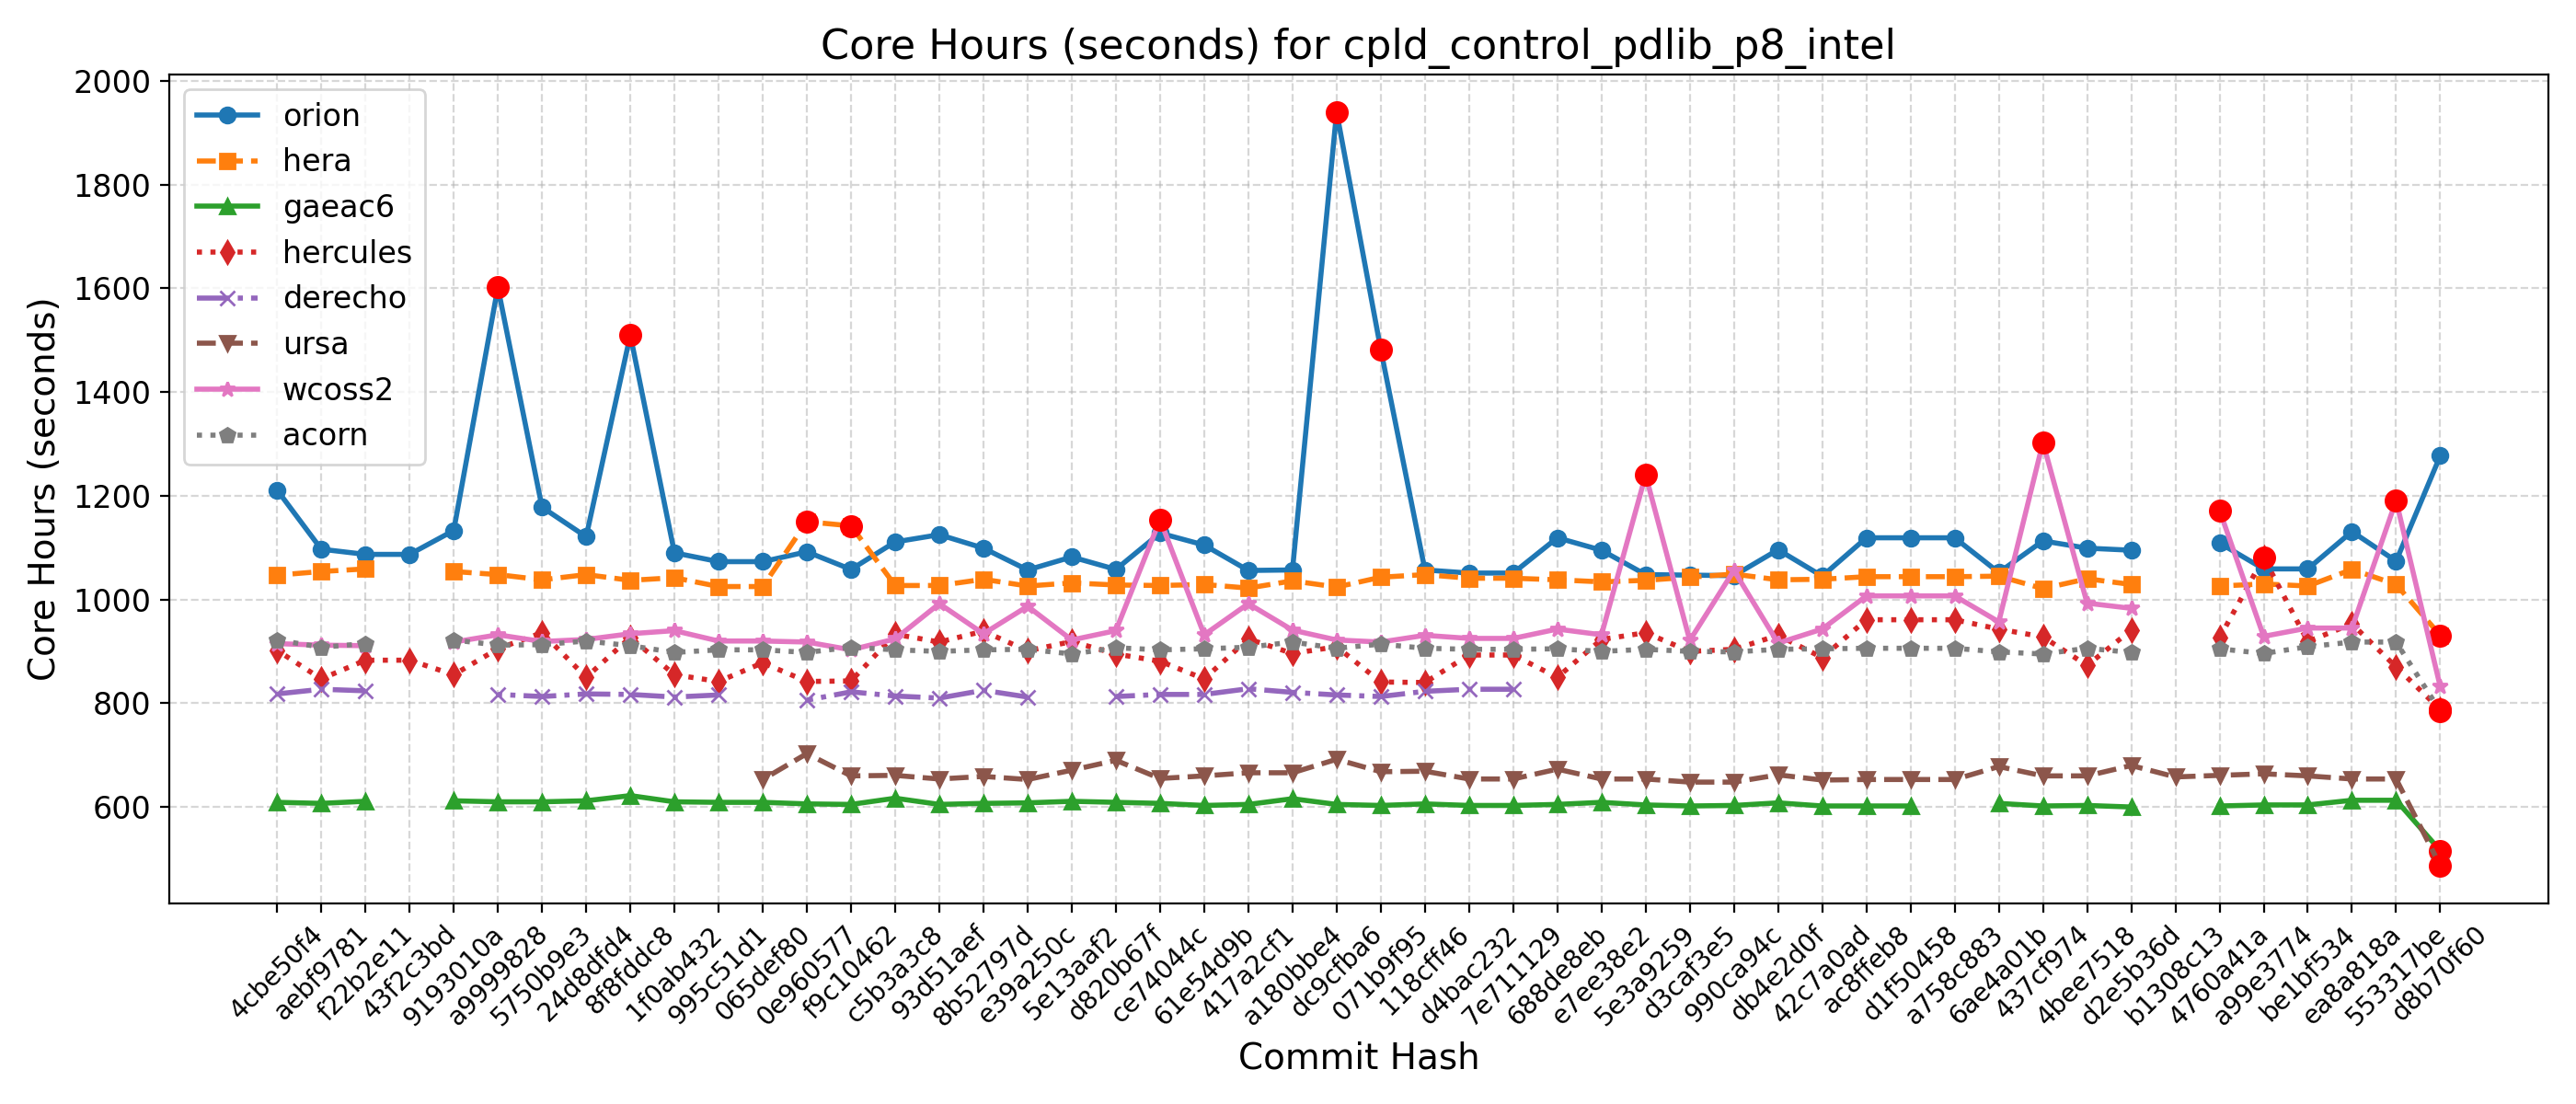 Core Hours (seconds) for cpld_control_pdlib_p8_intel
Core Hours (seconds)
2000
1800
1600
1400
1200
1000
800
600
orion
hera
gaeac6
hercules
derecho
ursa
wcoss2
acorn
4cbe50f4
aebf9781
f22b2e11
43f2c3bd
9193010a
a9999828
5750b9e3
24d8dfd4
8f8fddc8
1f0ab432
995c51d1
065def80
0e960577
f9c10462
c5b3a3c8
93d51aef
8b52797d
e39a250c
5e13aaf2
d820b67f
ce74044c
61e54d9b
417a2cf1
a180bbe4
dc9cfba6
071b9f95
118cff46
d4bac232
7e711129
688de8eb
e7ee38e2
5e3a9259
d3caf3e5
990ca94c
db4e2d0f
42c7a0ad
ac8ffeb8
d1f50458
a758c883
6ae4a01b
437cf974
4bee7518
d2e5b36d
b1308c13
4760a41a
a99e3774
be1bf534
ea8a818a
553317be
d8b70f60
Commit Hash